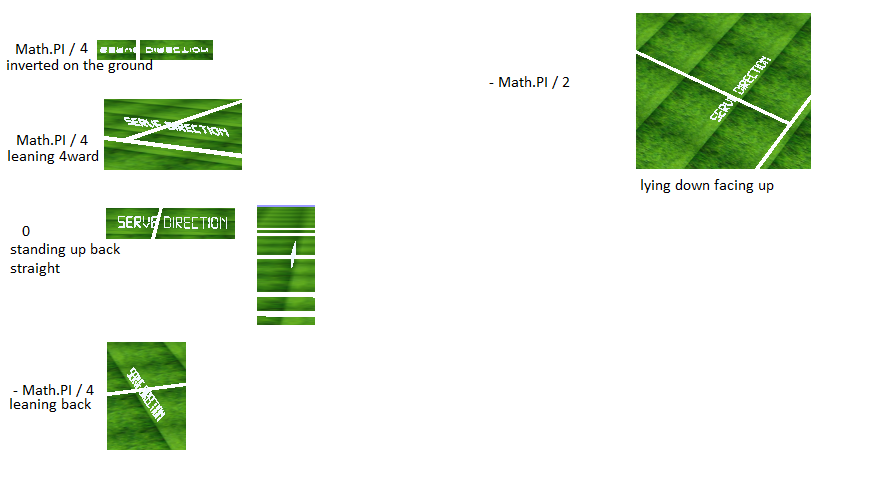 Math.PI / 4
inverted on the ground
SERVE DIRECTION
Math.PI / 4
leaning 4ward
SERVE DIRECTION
0
standing up back
straight
SERVE DIRECTION
- Math.PI / 4
leaning back
SERVE DIRECTION
- Math.PI / 2
SERVE DIRECTION
lying down facing up